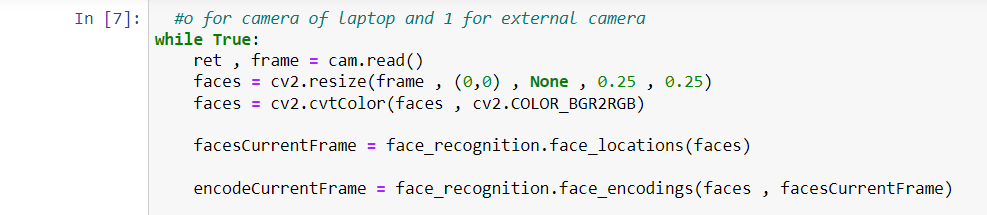 In [7]: #o for camera of laptop and 1 for external camera
while True:
ret , frame = cam.read()
faces = cv2.resize(frame , (0,0) , None , 0.25 , 0.25)
faces = cv2.cvtColor(faces , cv2.COLOR_BGR2RGB)
facesCurrentFrame = face_recognition.face_locations(faces)
encodeCurrentFrame = face_recognition.face_encodings(faces , facesCurrentFrame)